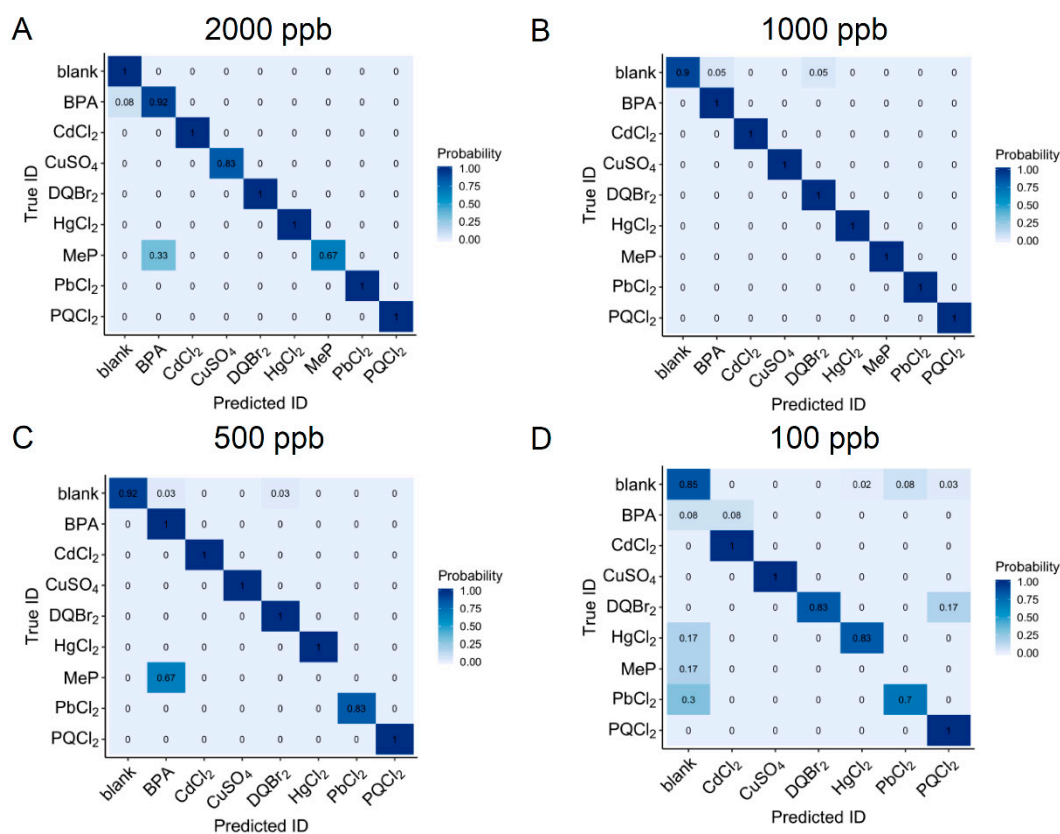 A
2000 ppb
True ID
blank 1 0 0 0 0 0 0 0 0
BPA 0.08 0.92 0 0 0 0 0 0 0
CdCl₂ 0 0 1 0 0 0 0 0 0
CuSO₄ 0 0 0 0.83 0 0 0 0 0
DQBr₂ 0 0 0 0 1 0 0 0 0
HgCl₂ 0 0 0 0 0 1 0 0 0
MeP 0 0.33 0 0 0 0 0.67 0 0
PbCl₂ 0 0 0 0 0 0 0 1 0
PQCl₂ 0 0 0 0 0 0 0 0 1
blank BPA CdCl₂ CuSO₄ DQBr₂ HgCl₂ MeP PbCl₂ PQCl₂
Predicted ID
Probability
1.00
0.75
0.50
0.25
0.00
B
1000 ppb
True ID
blank 0.9 0.05 0 0 0.05 0 0 0 0
BPA 0 1 0 0 0 0 0 0 0
CdCl₂ 0 0 1 0 0 0 0 0 0
CuSO₄ 0 0 0 1 0 0 0 0 0
DQBr₂ 0 0 0 0 1 0 0 0 0
HgCl₂ 0 0 0 0 0 1 0 0 0
MeP 0 0 0 0 0 0 1 0 0
PbCl₂ 0 0 0 0 0 0 0 1 0
PQCl₂ 0 0 0 0 0 0 0 0 1
blank BPA CdCl₂ CuSO₄ DQBr₂ HgCl₂ MeP PbCl₂ PQCl₂
Predicted ID
Probability
1.00
0.75
0.50
0.25
0.00
C
500 ppb
True ID
blank 0.92 0.03 0 0 0.03 0 0 0
BPA 0 1 0 0 0 0 0 0
CdCl₂ 0 0 1 0 0 0 0 0
CuSO₄ 0 0 0 1 0 0 0 0
DQBr₂ 0 0 0 0 1 0 0 0
HgCl₂ 0 0 0 0 0 1 0 0
MeP 0 0.67 0 0 0 0 0 0
PbCl₂ 0 0 0 0 0 0 0.83 0
PQCl₂ 0 0 0 0 0 0 0 1
blank BPA CdCl₂ CuSO₄ DQBr₂ HgCl₂ PbCl₂ PQCl₂
Predicted ID
Probability
1.00
0.75
0.50
0.25
0.00
D
100 ppb
True ID
blank 0.85 0 0 0 0.02 0.08 0.03
BPA 0.08 0.08 0 0 0 0 0
CdCl₂ 0 1 0 0 0 0 0
CuSO₄ 0 0 1 0 0 0 0
DQBr₂ 0 0 0 0.83 0 0 0.17
HgCl₂ 0.17 0 0 0 0.83 0 0
MeP 0.17 0 0 0 0 0 0
PbCl₂ 0.3 0 0 0 0 0.7 0
PQCl₂ 0 0 0 0 0 0 1
blank CdCl₂ CuSO₄ DQBr₂ HgCl₂ PbCl₂ PQCl₂
Predicted ID
Probability
1.00
0.75
0.50
0.25
0.00